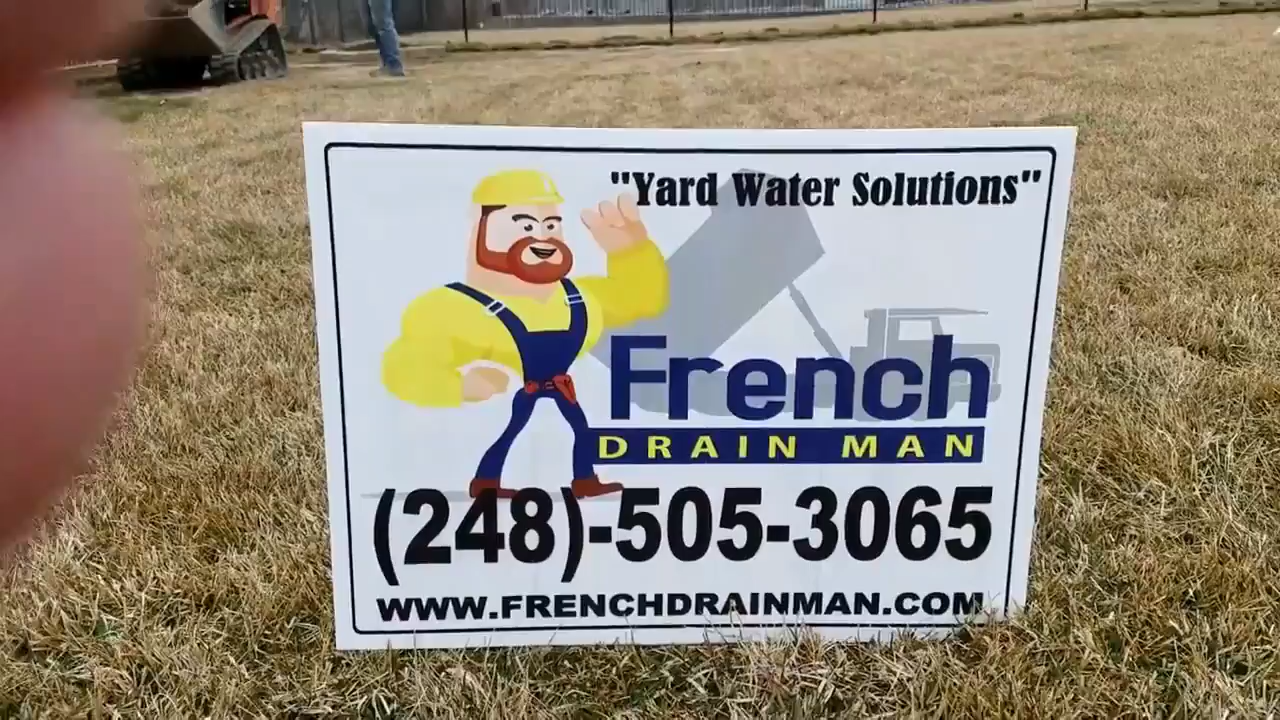 "Yard Water Solutions"
French
DRAIN MAN
(248)-505-3065
WWW.FRENCHDRAINMAN.COM